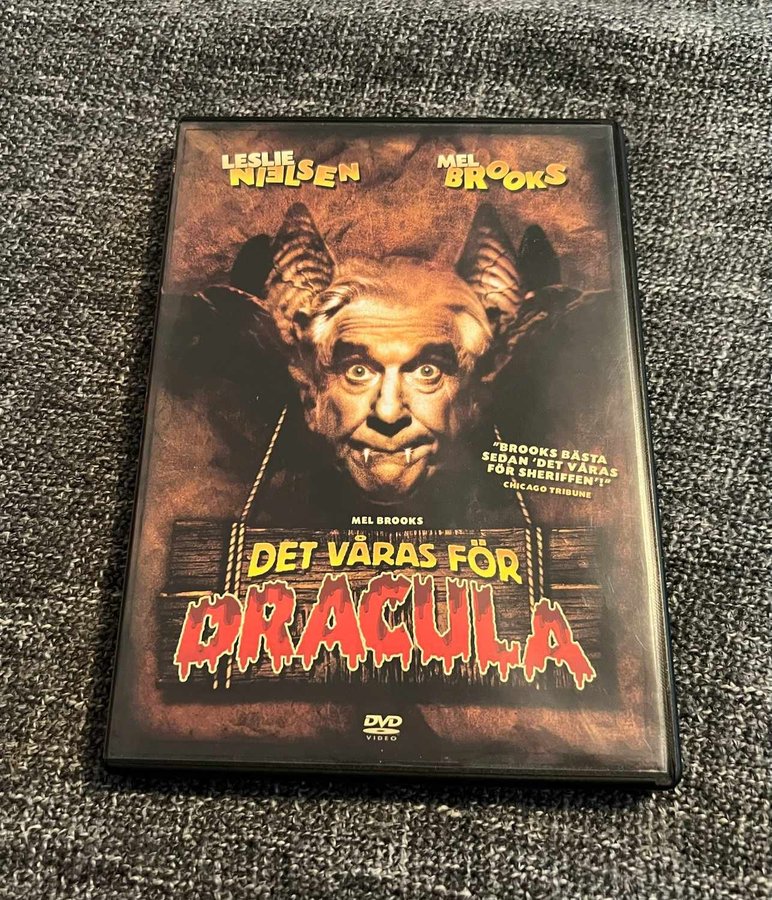 LESLIE
NIELSEN
MEL
BROOKS
"BROOKS BÄSTA
SEDAN 'DET VÅRAS
FÖR SHERIFFEN'!"
CHICAGO TRIBUNE
MEL BROOKS
DET VÅRAS FÖR
DRACULA
DVD
VIDEO